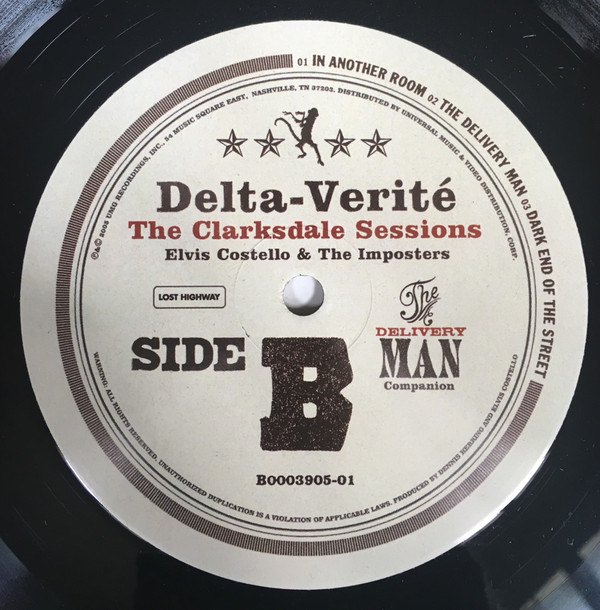 01 IN ANOTHER ROOM 02 THE DELIVERY MAN 03 DARK END OF THE STREET
℗&© 2005 UMG RECORDINGS, INC., 54 MUSIC SQUARE EAST, NASHVILLE, TN 37203. DISTRIBUTED BY UNIVERSAL MUSIC & VIDEO DISTRIBUTION, CORP.
Delta-Verité
The Clarksdale Sessions
Elvis Costello & The Imposters
LOST HIGHWAY
SIDE B
The
DELIVERY
MAN
Companion
B0003905-01
WARNING: ALL RIGHTS RESERVED. UNAUTHORIZED DUPLICATION IS A VIOLATION OF APPLICABLE LAWS. PRODUCED BY DENNIS HERRING AND ELVIS COSTELLO